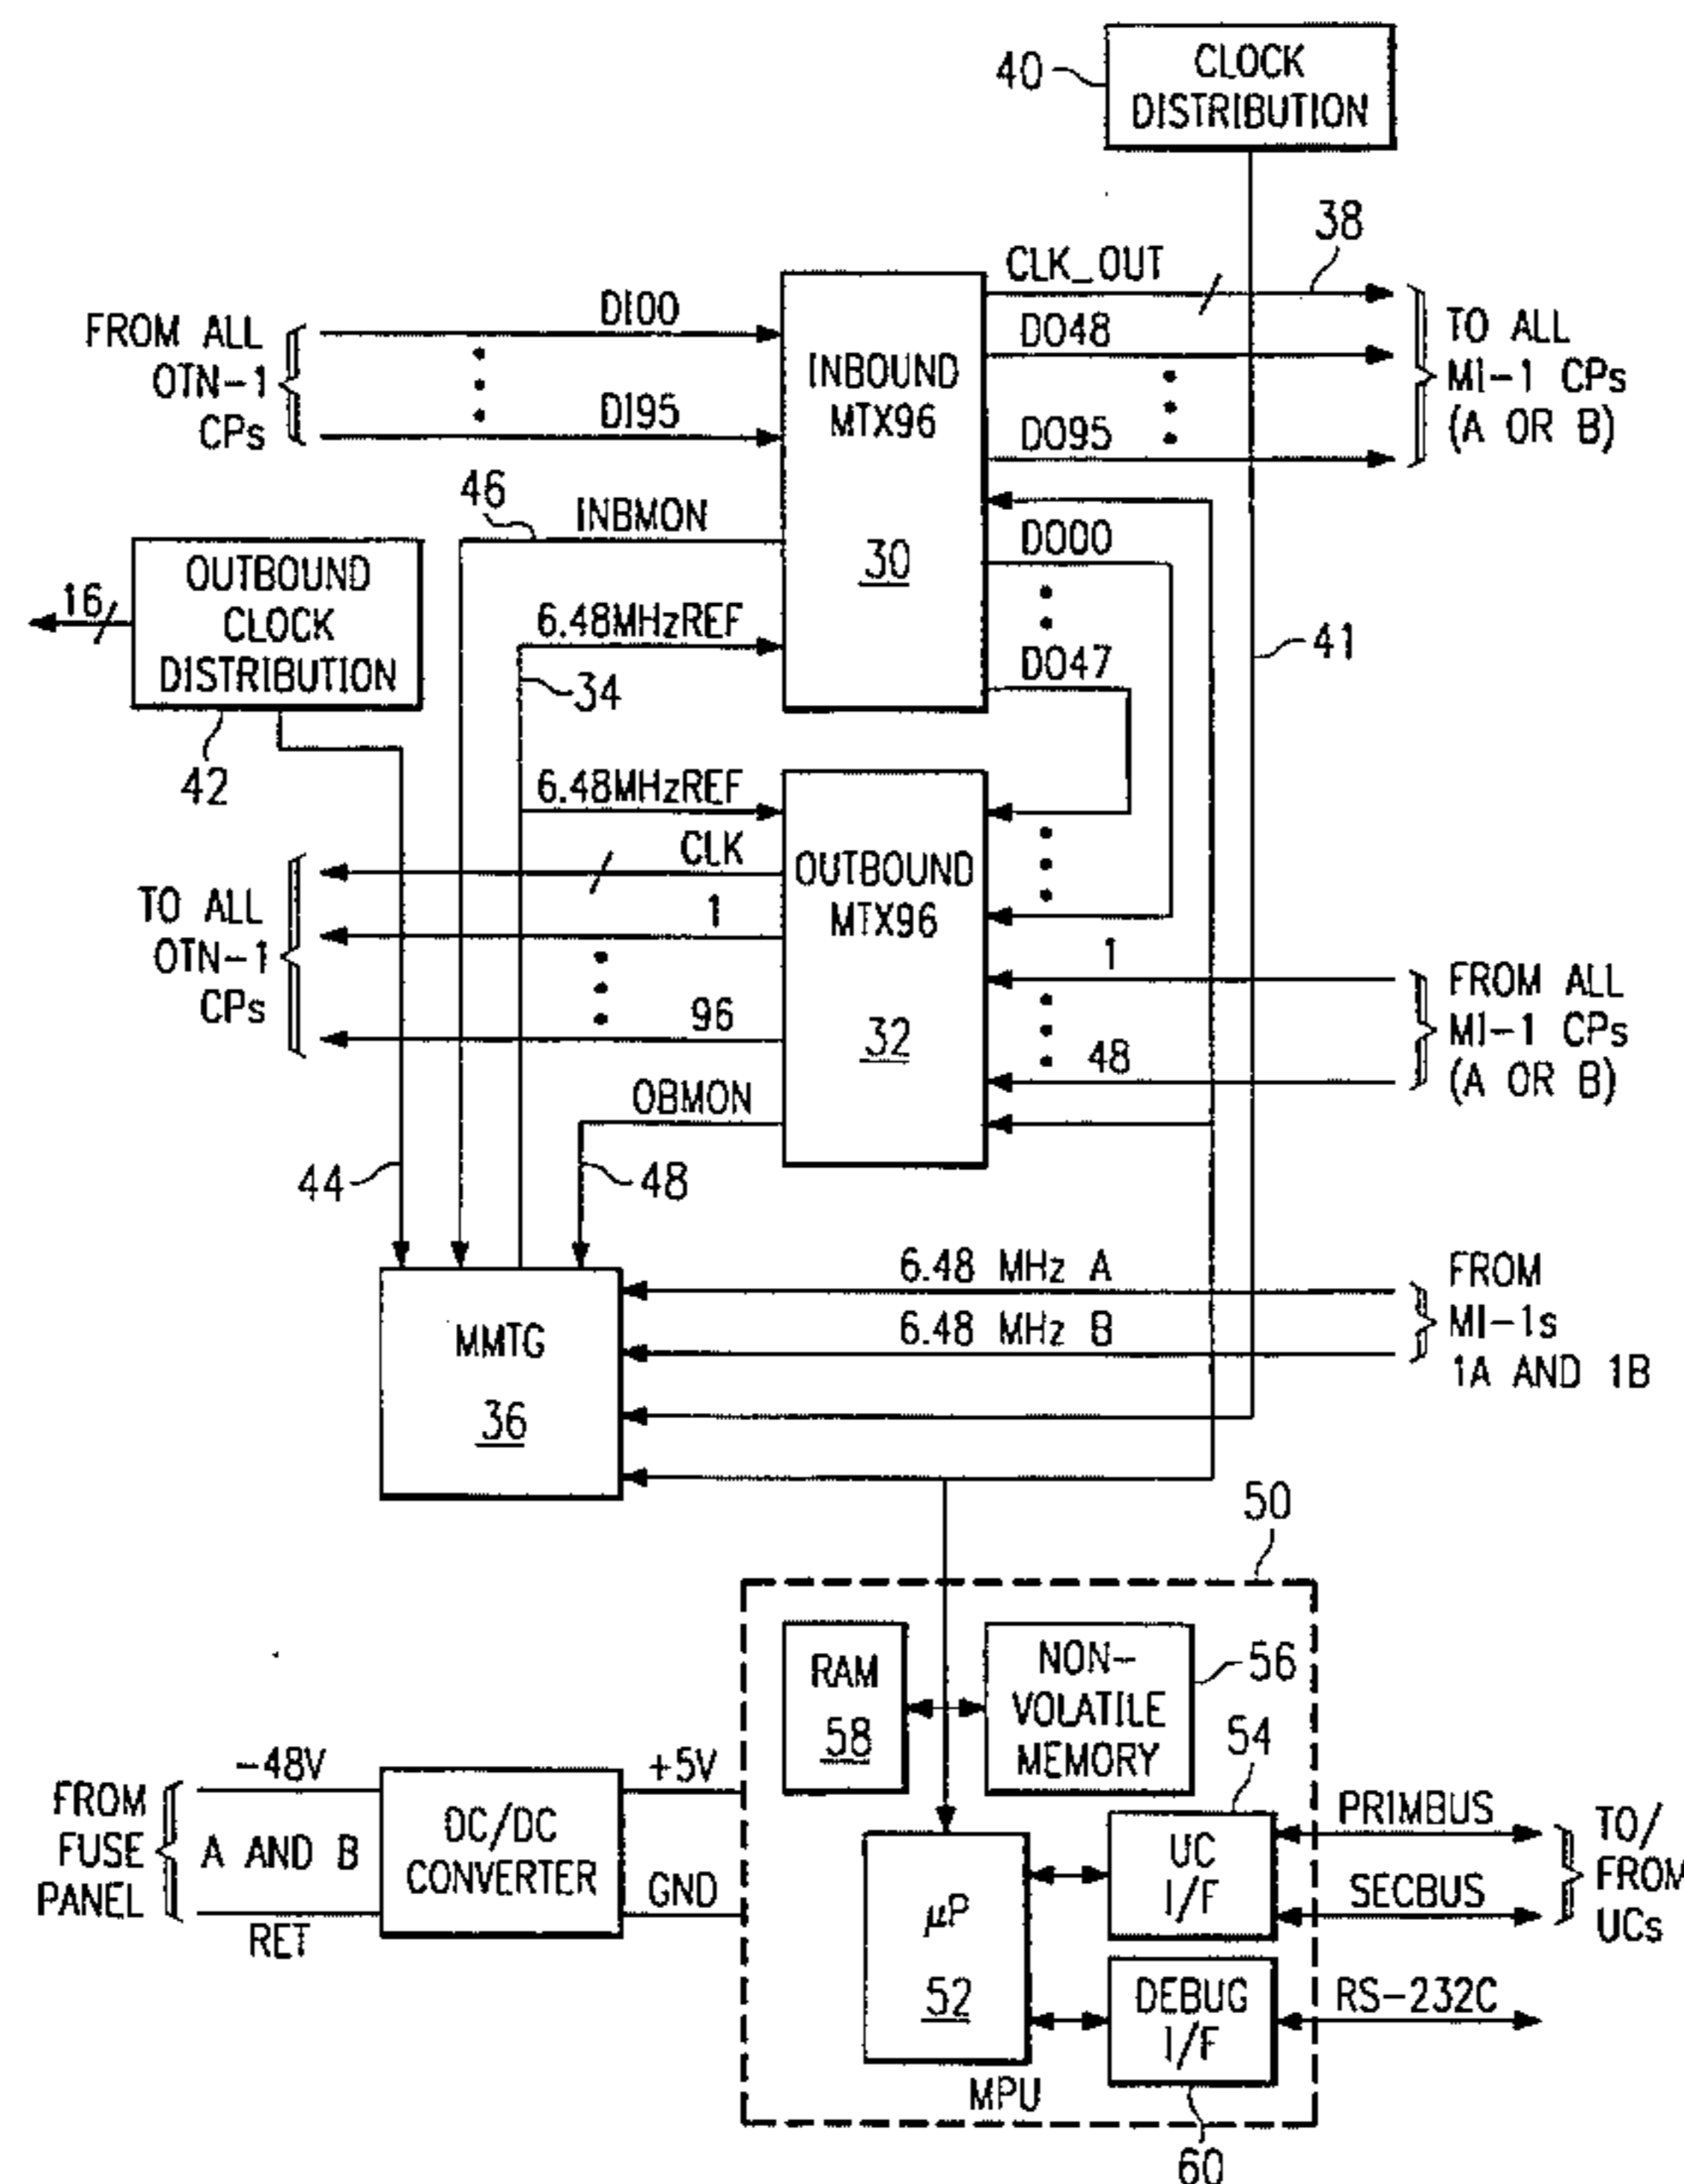 40
CLOCK
DISTRIBUTION
38
CLK_OUT
FROM ALL
OTN-1
CPs
DI00
DI95
INBOUND
MTX96
30
DO48
DO95
TO ALL
MI-1 CPs
(A OR B)
46
INBMON
DO00
DO47
41
16
OUTBOUND
CLOCK
DISTRIBUTION
42
6.48MHzREF
34
6.48MHzREF
CLK
1
96
TO ALL
OTN-1
CPs
OUTBOUND
MTX96
32
1
48
FROM ALL
MI-1 CPs
(A OR B)
OBMON
44
48
MMTG
36
6.48 MHz A
6.48 MHz B
FROM
MI-1s
1A AND 1B
50
RAM
58
NON-
VOLATILE
MEMORY
56
54
FROM
FUSE
PANEL
-48V
A AND B
RET
DC/DC
CONVERTER
+5V
GND
μP
52
UC
I/F
PRIMBUS
SECBUS
TO/
FROM
UCs
DEBUG
I/F
RS-232C
MPU
60